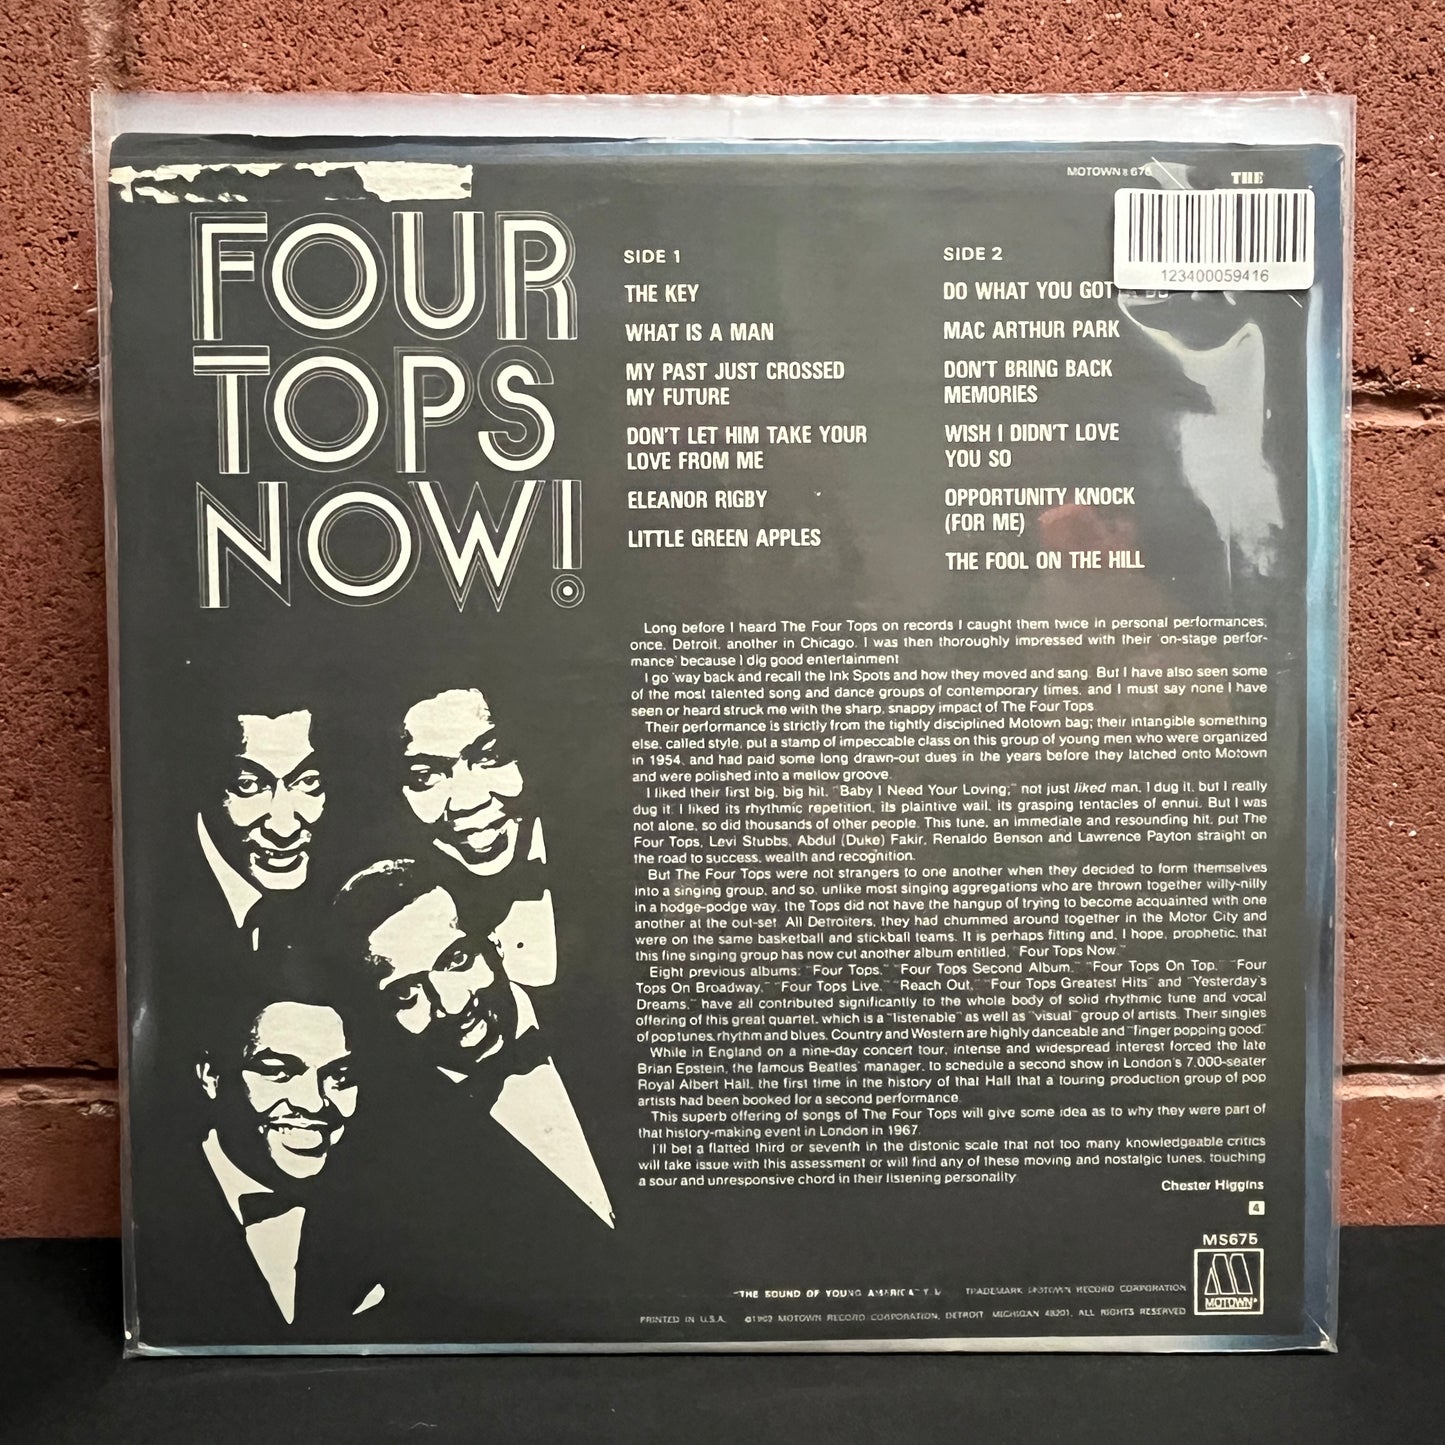 MOTOWN S 675
THE
123400059416
FOUR
TOPS
NOW!
SIDE 1
THE KEY
WHAT IS A MAN
MY PAST JUST CROSSED
MY FUTURE
DON'T LET HIM TAKE YOUR
LOVE FROM ME
ELEANOR RIGBY
LITTLE GREEN APPLES
SIDE 2
DO WHAT YOU GOT
MAC ARTHUR PARK
DON'T BRING BACK
MEMORIES
WISH I DIDN'T LOVE
YOU SO
OPPORTUNITY KNOCK
(FOR ME)
THE FOOL ON THE HILL
Long before I heard The Four Tops on records I caught them twice in personal performances,
once, Detroit, another in Chicago. I was then thoroughly impressed with their 'on-stage perfor-
mance' because I dig good entertainment.
I go 'way back and recall the Ink Spots and how they moved and sang. But I have also seen some
of the most talented song and dance groups of contemporary times, and I must say none I have
seen or heard struck me with the sharp, snappy impact of The Four Tops.
Their performance is strictly from the tightly disciplined Motown bag; their intangible something
else, called style, put a stamp of impeccable class on this group of young men who were organized
in 1954, and had paid some long drawn-out dues in the years before they latched onto Motown
and were polished into a mellow groove.
I liked their first big, big hit, "Baby I Need Your Loving;" not just liked man, I dug it, but I really
dug it. I liked its rhythmic repetition, its plaintive wail, its grasping tentacles of ennui. But I was
not alone, so did thousands of other people. This tune, an immediate and resounding hit, put The
Four Tops, Levi Stubbs, Abdul (Duke) Fakir, Renaldo Benson and Lawrence Payton straight on
the road to success, wealth and recognition.
But The Four Tops were not strangers to one another when they decided to form themselves
into a singing group, and so, unlike most singing aggregations who are thrown together willy-nilly
in a hodge-podge way, the Tops did not have the hangup of trying to become acquainted with one
another at the out-set. All Detroiters, they had chummed around together in the Motor City and
were on the same basketball and stickball teams. It is perhaps fitting and, I hope, prophetic, that
this fine singing group has now cut another album entitled, "Four Tops Now."
Eight previous albums: "Four Tops," "Four Tops Second Album," "Four Tops On Top," "Four
Tops On Broadway," "Four Tops Live," "Reach Out," "Four Tops Greatest Hits" and "Yesterday's
Dreams," have all contributed significantly to the whole body of solid rhythmic tune and vocal
offering of this great quartet, which is a "listenable" as well as "visual" group of artists. Their singles
of pop tunes, rhythm and blues, Country and Western are highly danceable and "finger popping good."
While in England on a nine-day concert tour, intense and widespread interest forced the late
Brian Epstein, the famous Beatles' manager, to schedule a second show in London's 7,000-seater
Royal Albert Hall, the first time in the history of that Hall that a touring production group of pop
artists had been booked for a second performance.
This superb offering of songs of The Four Tops will give some idea as to why they were part of
that history-making event in London in 1967.
I'll bet a flatted third or seventh in the distonic scale that not too many knowledgeable critics
will take issue with this assessment or will find any of these moving and nostalgic tunes, touching
a sour and unresponsive chord in their listening personality.
Chester Higgins
4
MS675
MOTOWN
"THE SOUND OF YOUNG AMERICA" TRADEMARK MOTOWN RECORD CORPORATION
PRINTED IN U.S.A. MOTOWN RECORD CORPORATION, DETROIT, MICHIGAN 48201, ALL RIGHTS RESERVED